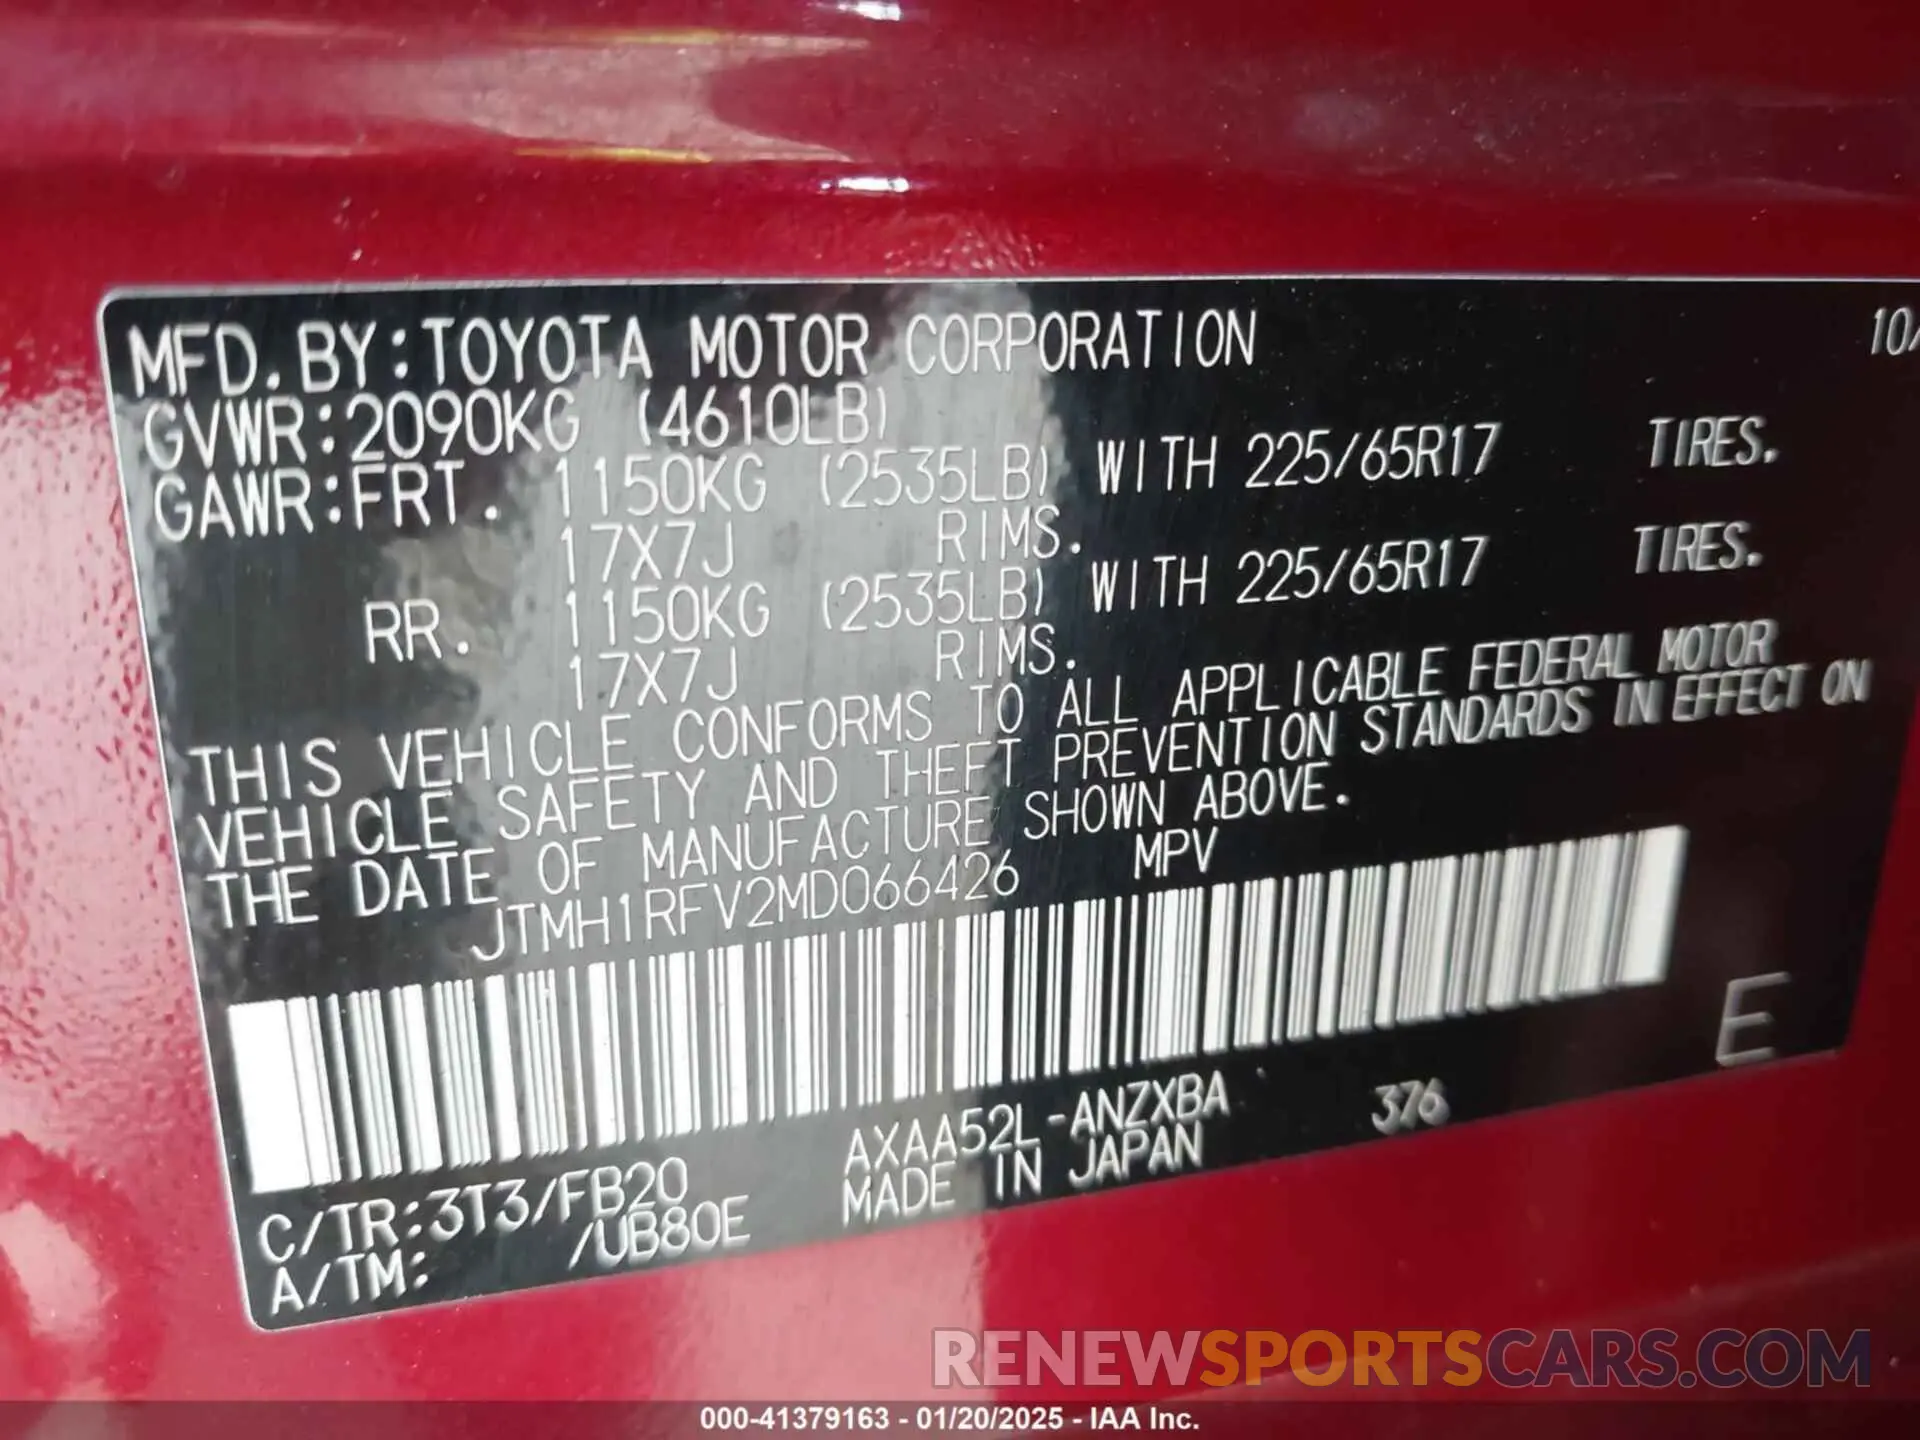 MFD. BY: TOYOTA MOTOR CORPORATION 10/
GVWR: 2090KG (4610LB)
GAWR: FRT. 1150KG (2535LB) WITH 225/65R17 TIRES.
17X7J RIMS.
RR. 1150KG (2535LB) WITH 225/65R17 TIRES.
17X7J RIMS.
THIS VEHICLE CONFORMS TO ALL APPLICABLE FEDERAL MOTOR
VEHICLE SAFETY AND THEFT PREVENTION STANDARDS IN EFFECT ON
THE DATE OF MANUFACTURE SHOWN ABOVE.
JTMH1RFV2MD066426 MPV
E
C/TR: 3T3/FB20 AXAA52L-ANZXBA 376
A/TM: /UB80E MADE IN JAPAN
RENEWSPORTSCARS.COM
000-41379163 - 01/20/2025 - IAA Inc.